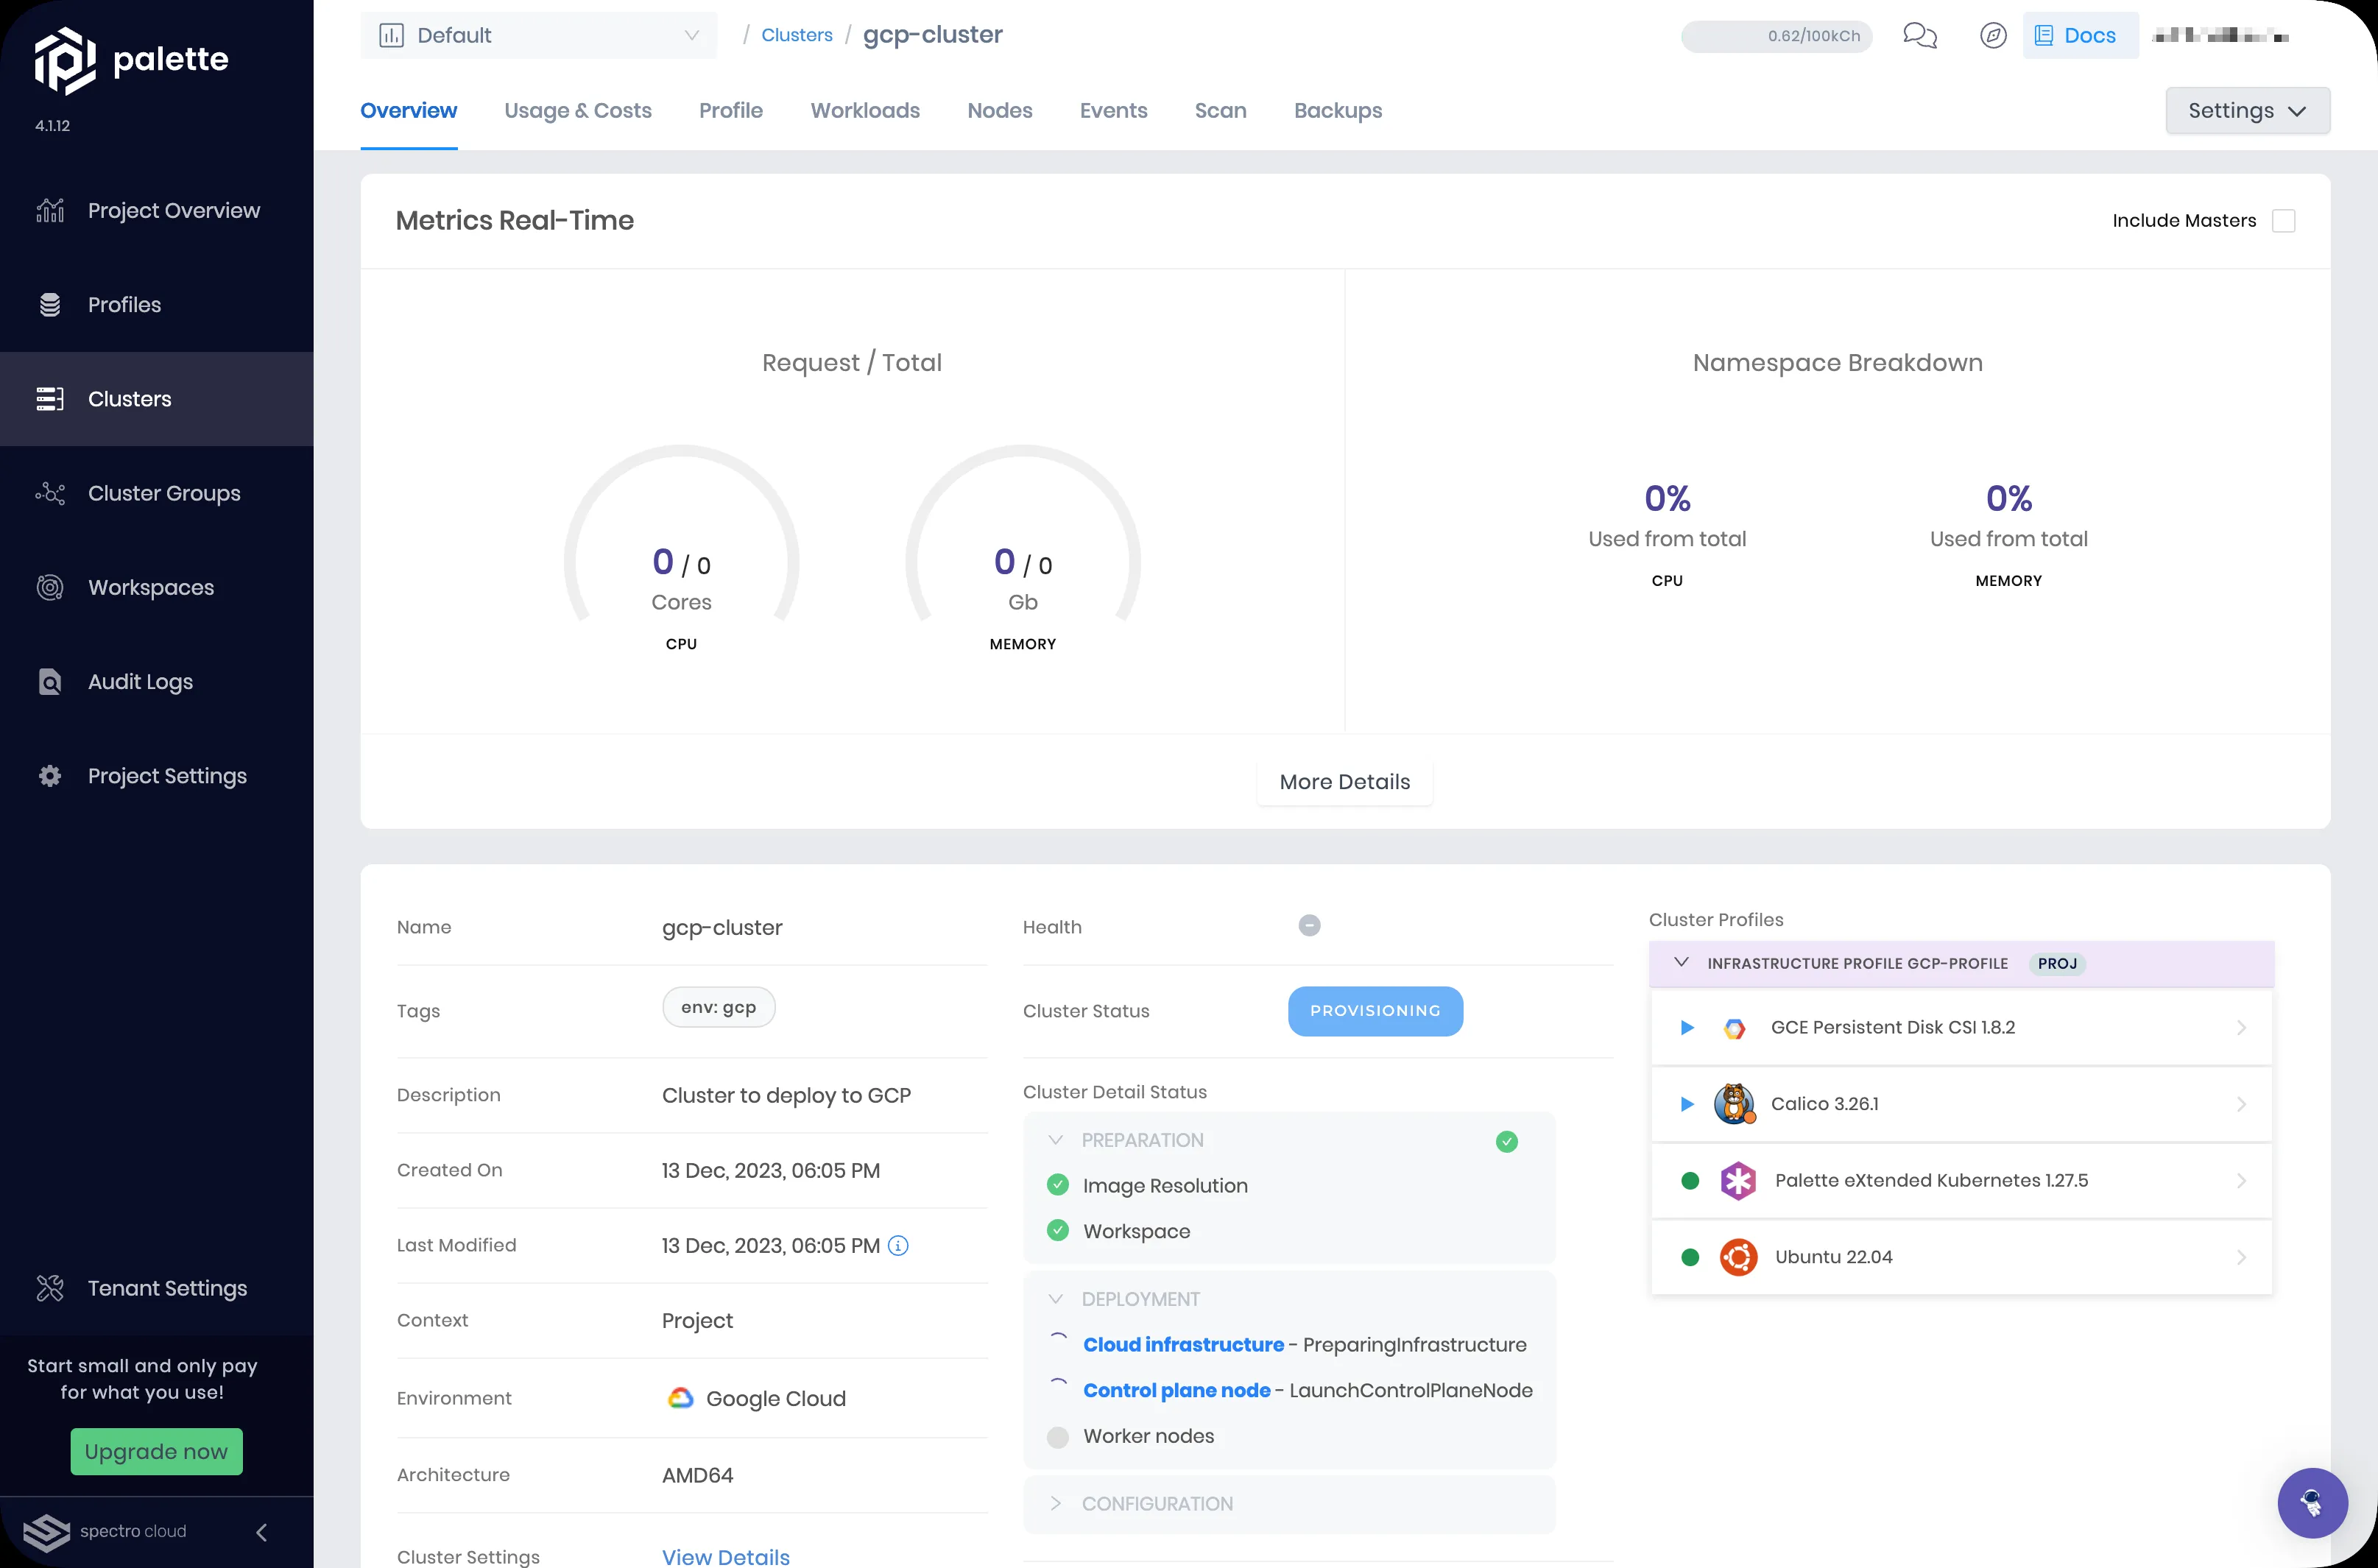 palette
4.1.12
Project Overview
Profiles
Clusters
Cluster Groups
Workspaces
Audit Logs
Project Settings
Tenant Settings
Start small and only pay
for what you use!
Upgrade now
spectro cloud
Default
/ Clusters / gcp-cluster
0.62/100kCh
Docs
Overview
Usage & Costs
Profile
Workloads
Nodes
Events
Scan
Backups
Settings
Metrics Real-Time
Include Masters
Request / Total
0 / 0
Cores
CPU
0 / 0
Gb
MEMORY
Namespace Breakdown
0%
Used from total
CPU
0%
Used from total
MEMORY
More Details
Name gcp-cluster
Tags env: gcp
Description Cluster to deploy to GCP
Created On 13 Dec, 2023, 06:05 PM
Last Modified 13 Dec, 2023, 06:05 PM
Context Project
Environment Google Cloud
Architecture AMD64
Cluster Settings View Details
Health
Cluster Status PROVISIONING
Cluster Detail Status
PREPARATION
Image Resolution
Workspace
DEPLOYMENT
Cloud infrastructure - PreparingInfrastructure
Control plane node - LaunchControlPlaneNode
Worker nodes
CONFIGURATION
Cluster Profiles
INFRASTRUCTURE PROFILE GCP-PROFILE PROJ
GCE Persistent Disk CSI 1.8.2
Calico 3.26.1
Palette eXtended Kubernetes 1.27.5
Ubuntu 22.04